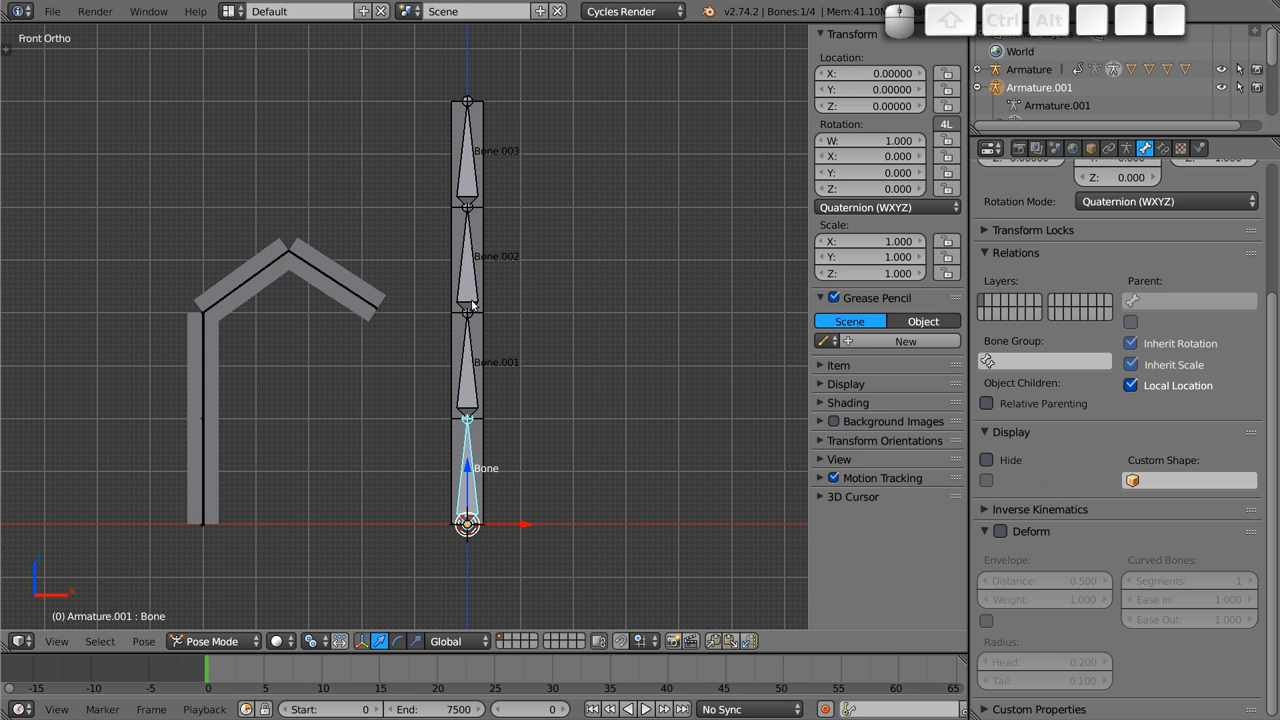 File Render Window Help Default Scene Cycles Render v2.74.2 | Bones:1/4 | Mem:41.10
Ctrl Alt
Front Ortho
Bone.003
Bone.002
Bone.001
Bone
(0) Armature.001 : Bone
Transform
Location:
X: 0.00000
Y: 0.00000
Z: 0.00000
Rotation: 4L
W: 1.000
X: 0.000
Y: 0.000
Z: 0.000
Quaternion (WXYZ)
Scale:
X: 1.000
Y: 1.000
Z: 1.000
Grease Pencil
Scene Object
New
Item
Display
Shading
Background Images
Transform Orientations
View
Motion Tracking
3D Cursor
World
Armature
Armature.001
Armature.001
Z: 0.000
Rotation Mode: Quaternion (WXYZ)
Transform Locks
Relations
Layers: Parent:
Bone Group: Inherit Rotation
Inherit Scale
Object Children: Local Location
Relative Parenting
Display
Hide Custom Shape:
Inverse Kinematics
Deform
Envelope: Curved Bones:
Distance: 0.500 Segments: 1
Weight: 1.000 Ease In: 1.000
Ease Out: 1.000
Radius:
Head: 0.200
Tail: 0.100
Custom Properties
View Select Pose Pose Mode Global
-15 -10 -5 0 5 10 15 20 25 30 35 40 45 50 55 60 65
View Marker Frame Playback Start: 0 End: 7500 0 No Sync
z
x